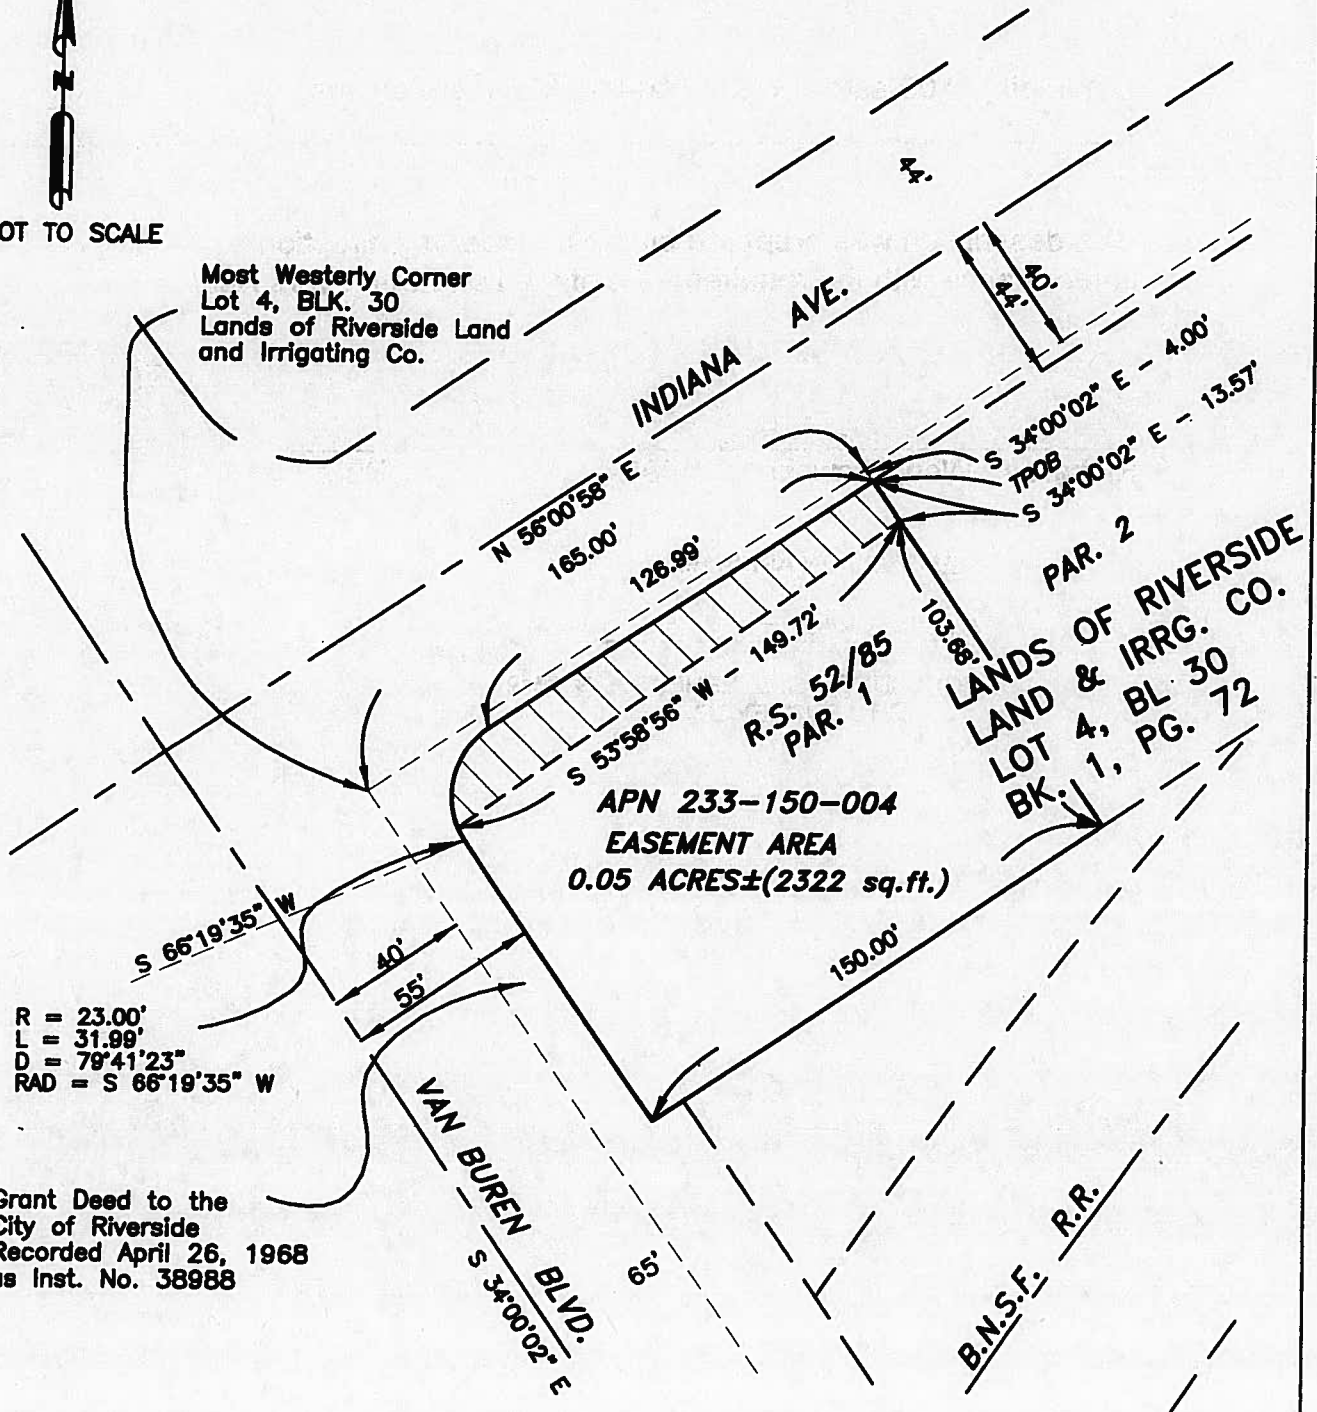 N
OT TO SCALE
Most Westerly Corner
Lot 4, BLK. 30
Lands of Riverside Land
and Irrigating Co.
44'
40'
44'
INDIANA AVE.
N 56°00'58" E
165.00'
126.99'
S 34°00'02" E - 4.00'
TPOB
S 34°00'02" E - 13.57'
PAR. 2
LANDS OF RIVERSIDE
LAND & IRRG. CO.
LOT 4, BL 30
BK. 1, PG. 72
103.66'
S 53°58'56" W - 149.72'
R.S. 52/85
PAR. 1
APN 233-150-004
EASEMENT AREA
0.05 ACRES±(2322 sq.ft.)
S 66°19'35" W
40'
55'
150.00'
R = 23.00'
L = 31.99'
D = 79°41'23"
RAD = S 66°19'35" W
VAN BUREN BLVD.
S 34°00'02" E
65'
B.N.S.F. R.R.
Grant Deed to the
City of Riverside
Recorded April 26, 1968
as Inst. No. 38988